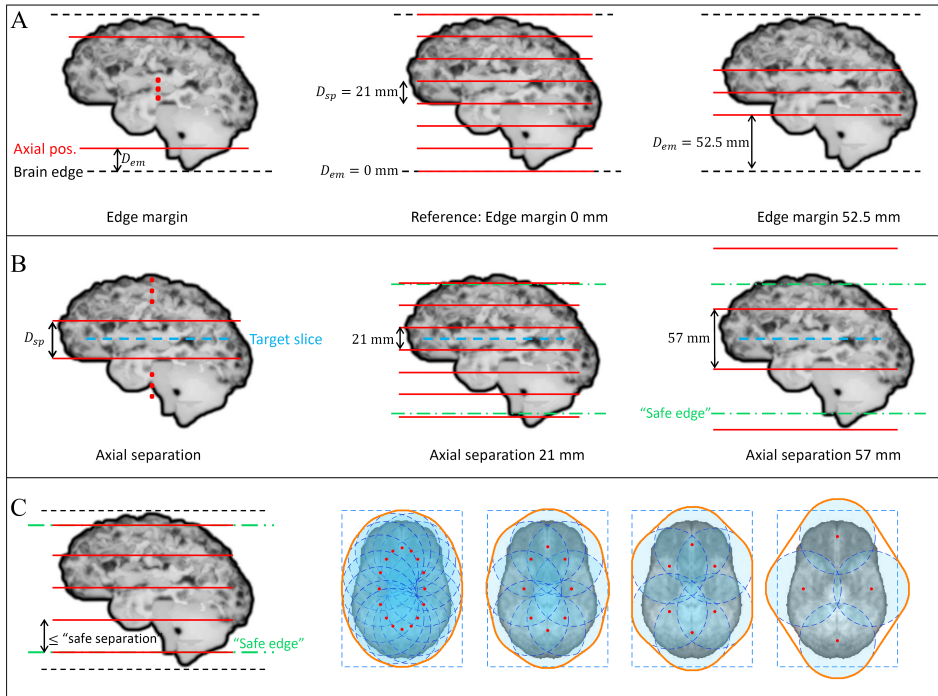 A
Axial pos.
Brain edge
D_em
Edge margin
D_sp = 21 mm
D_em = 0 mm
Reference: Edge margin 0 mm
D_em = 52.5 mm
Edge margin 52.5 mm
B
D_sp
Target slice
Axial separation
21 mm
Axial separation 21 mm
57 mm
"Safe edge"
Axial separation 57 mm
C
≤ "safe separation
"Safe edge"